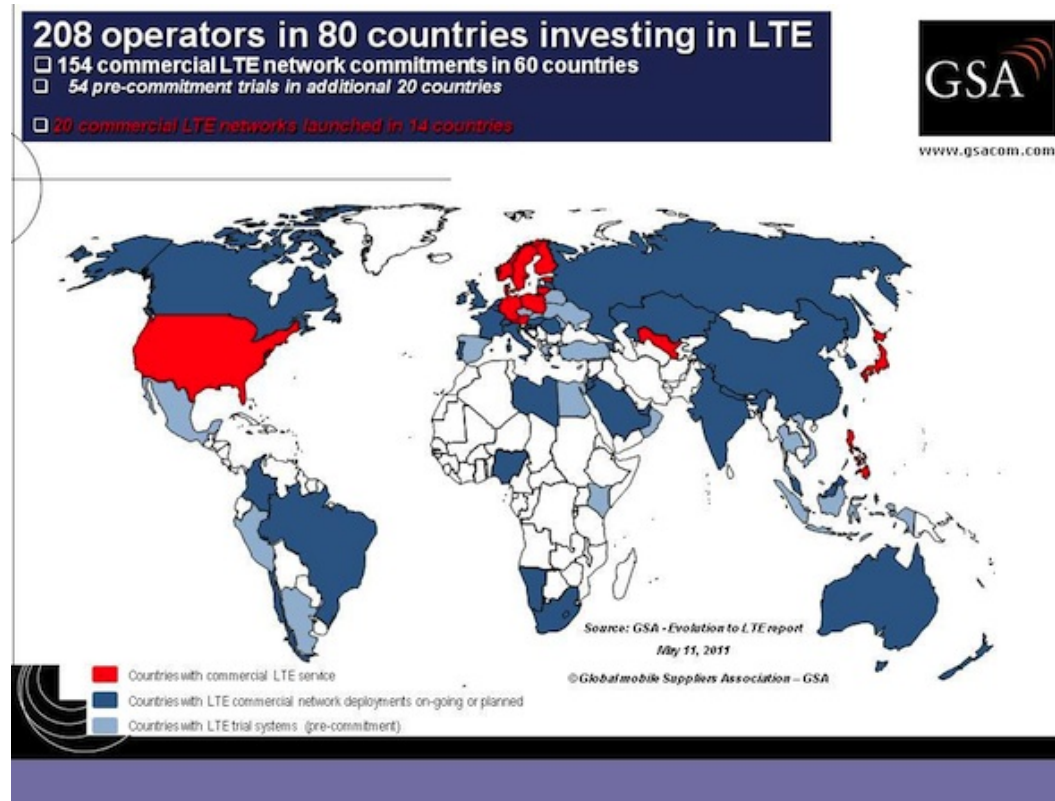 208 operators in 80 countries investing in LTE
154 commercial LTE network commitments in 60 countries
54 pre-commitment trials in additional 20 countries
20 commercial LTE networks launched in 14 countries
GSA
www.gsacom.com
Source: GSA - Evolution to LTE report
May 11, 2011
©Global mobile Suppliers Association – GSA
Countries with commercial LTE service
Countries with LTE commercial network deployments on-going or planned
Countries with LTE trial systems (pre-commitment)